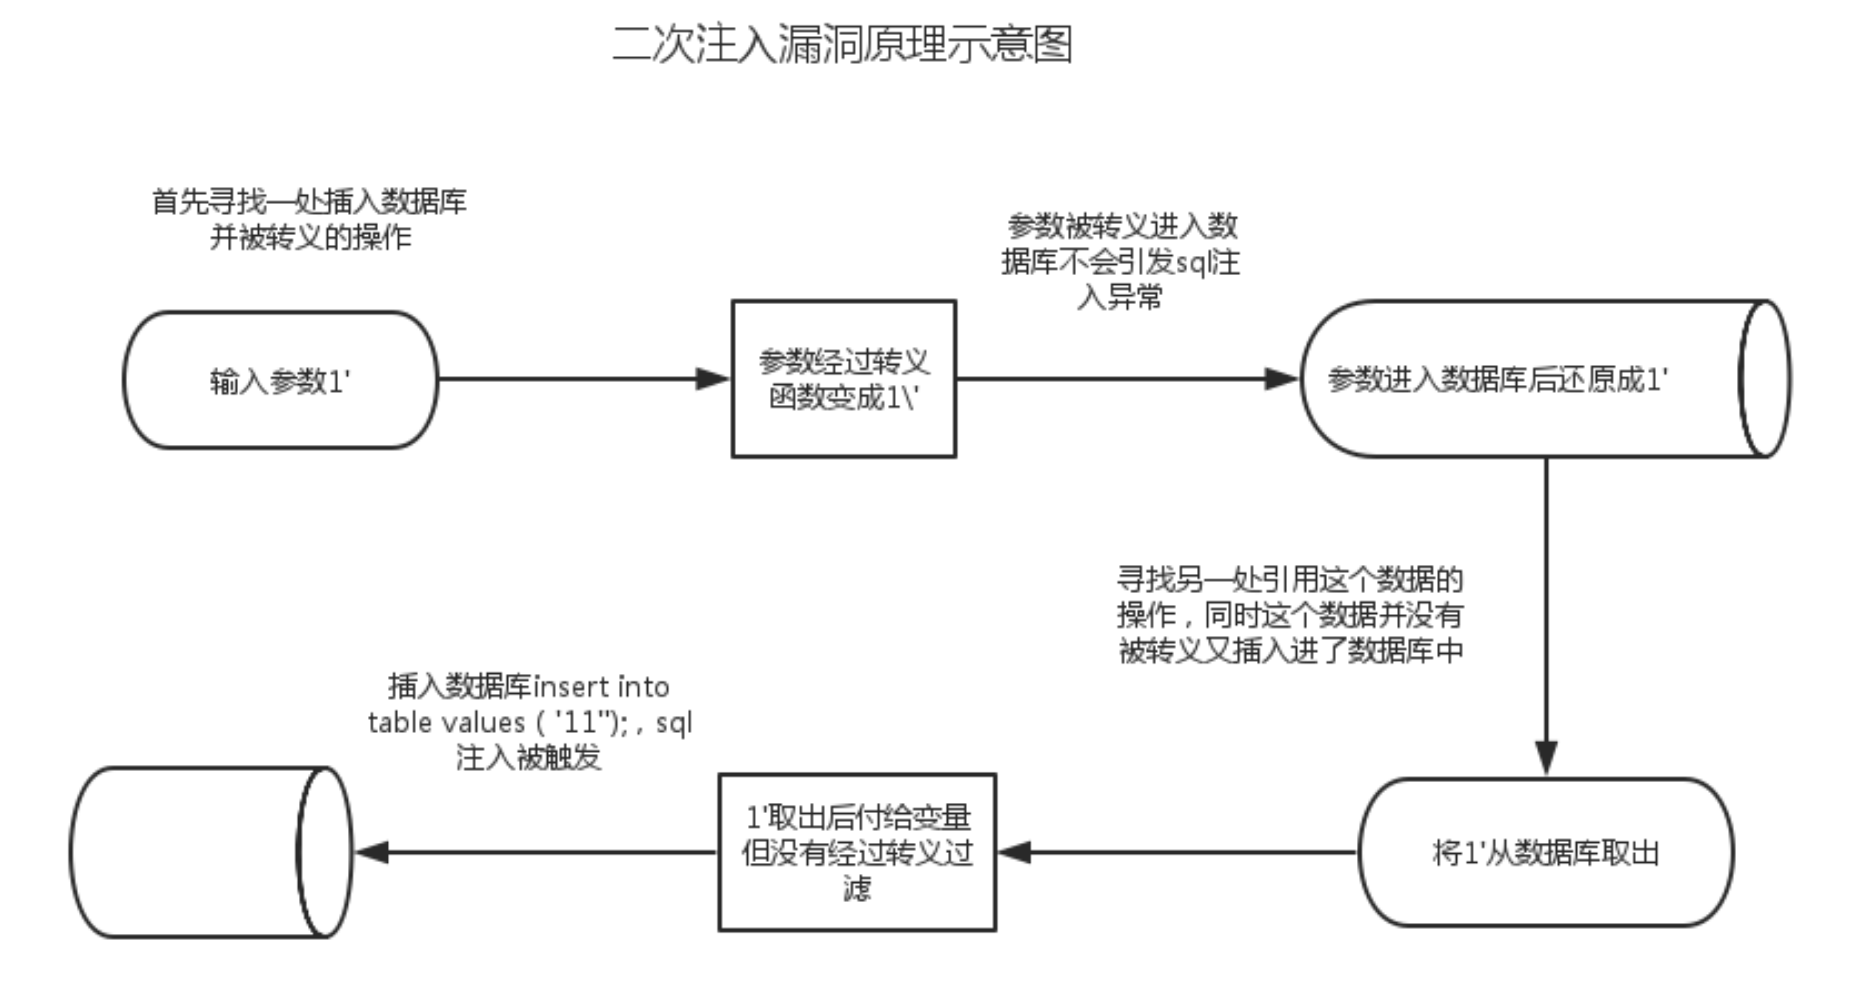 二次注入漏洞原理示意图
首先寻找一处插入数据库
并被转义的操作
参数被转义进入数
据库不会引发sql注
入异常
输入参数1'
参数经过转义
函数变成1\'
参数进入数据库后还原成1'
寻找另一处引用这个数据的
操作，同时这个数据并没有
被转义又插入进了数据库中
插入数据库insert into
table values ( '11'');, sql
注入被触发
1'取出后付给变量
但没有经过转义过
滤
将1'从数据库取出